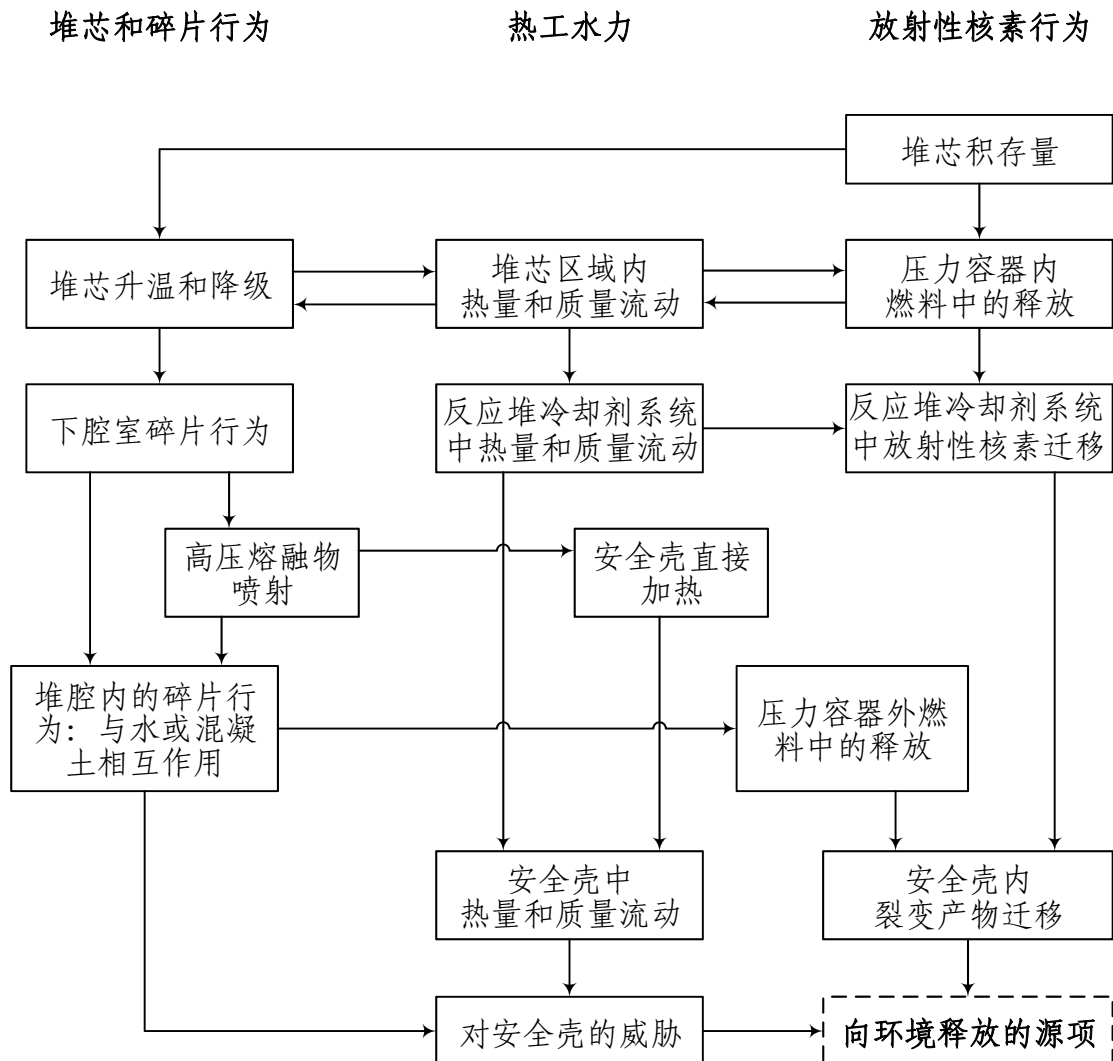 堆芯和碎片行为
热工水力
放射性核素行为
堆芯积存量
堆芯升温和降级
堆芯区域内
热量和质量流动
压力容器内
燃料中的释放
下腔室碎片行为
反应堆冷却剂系统
中热量和质量流动
反应堆冷却剂系统
中放射性核素迁移
高压熔融物
喷射
安全壳直接
加热
堆腔内的碎片行
为：与水或混凝
土相互作用
压力容器外燃
料中的释放
安全壳中
热量和质量流动
安全壳内
裂变产物迁移
对安全壳的威胁
向环境释放的源项